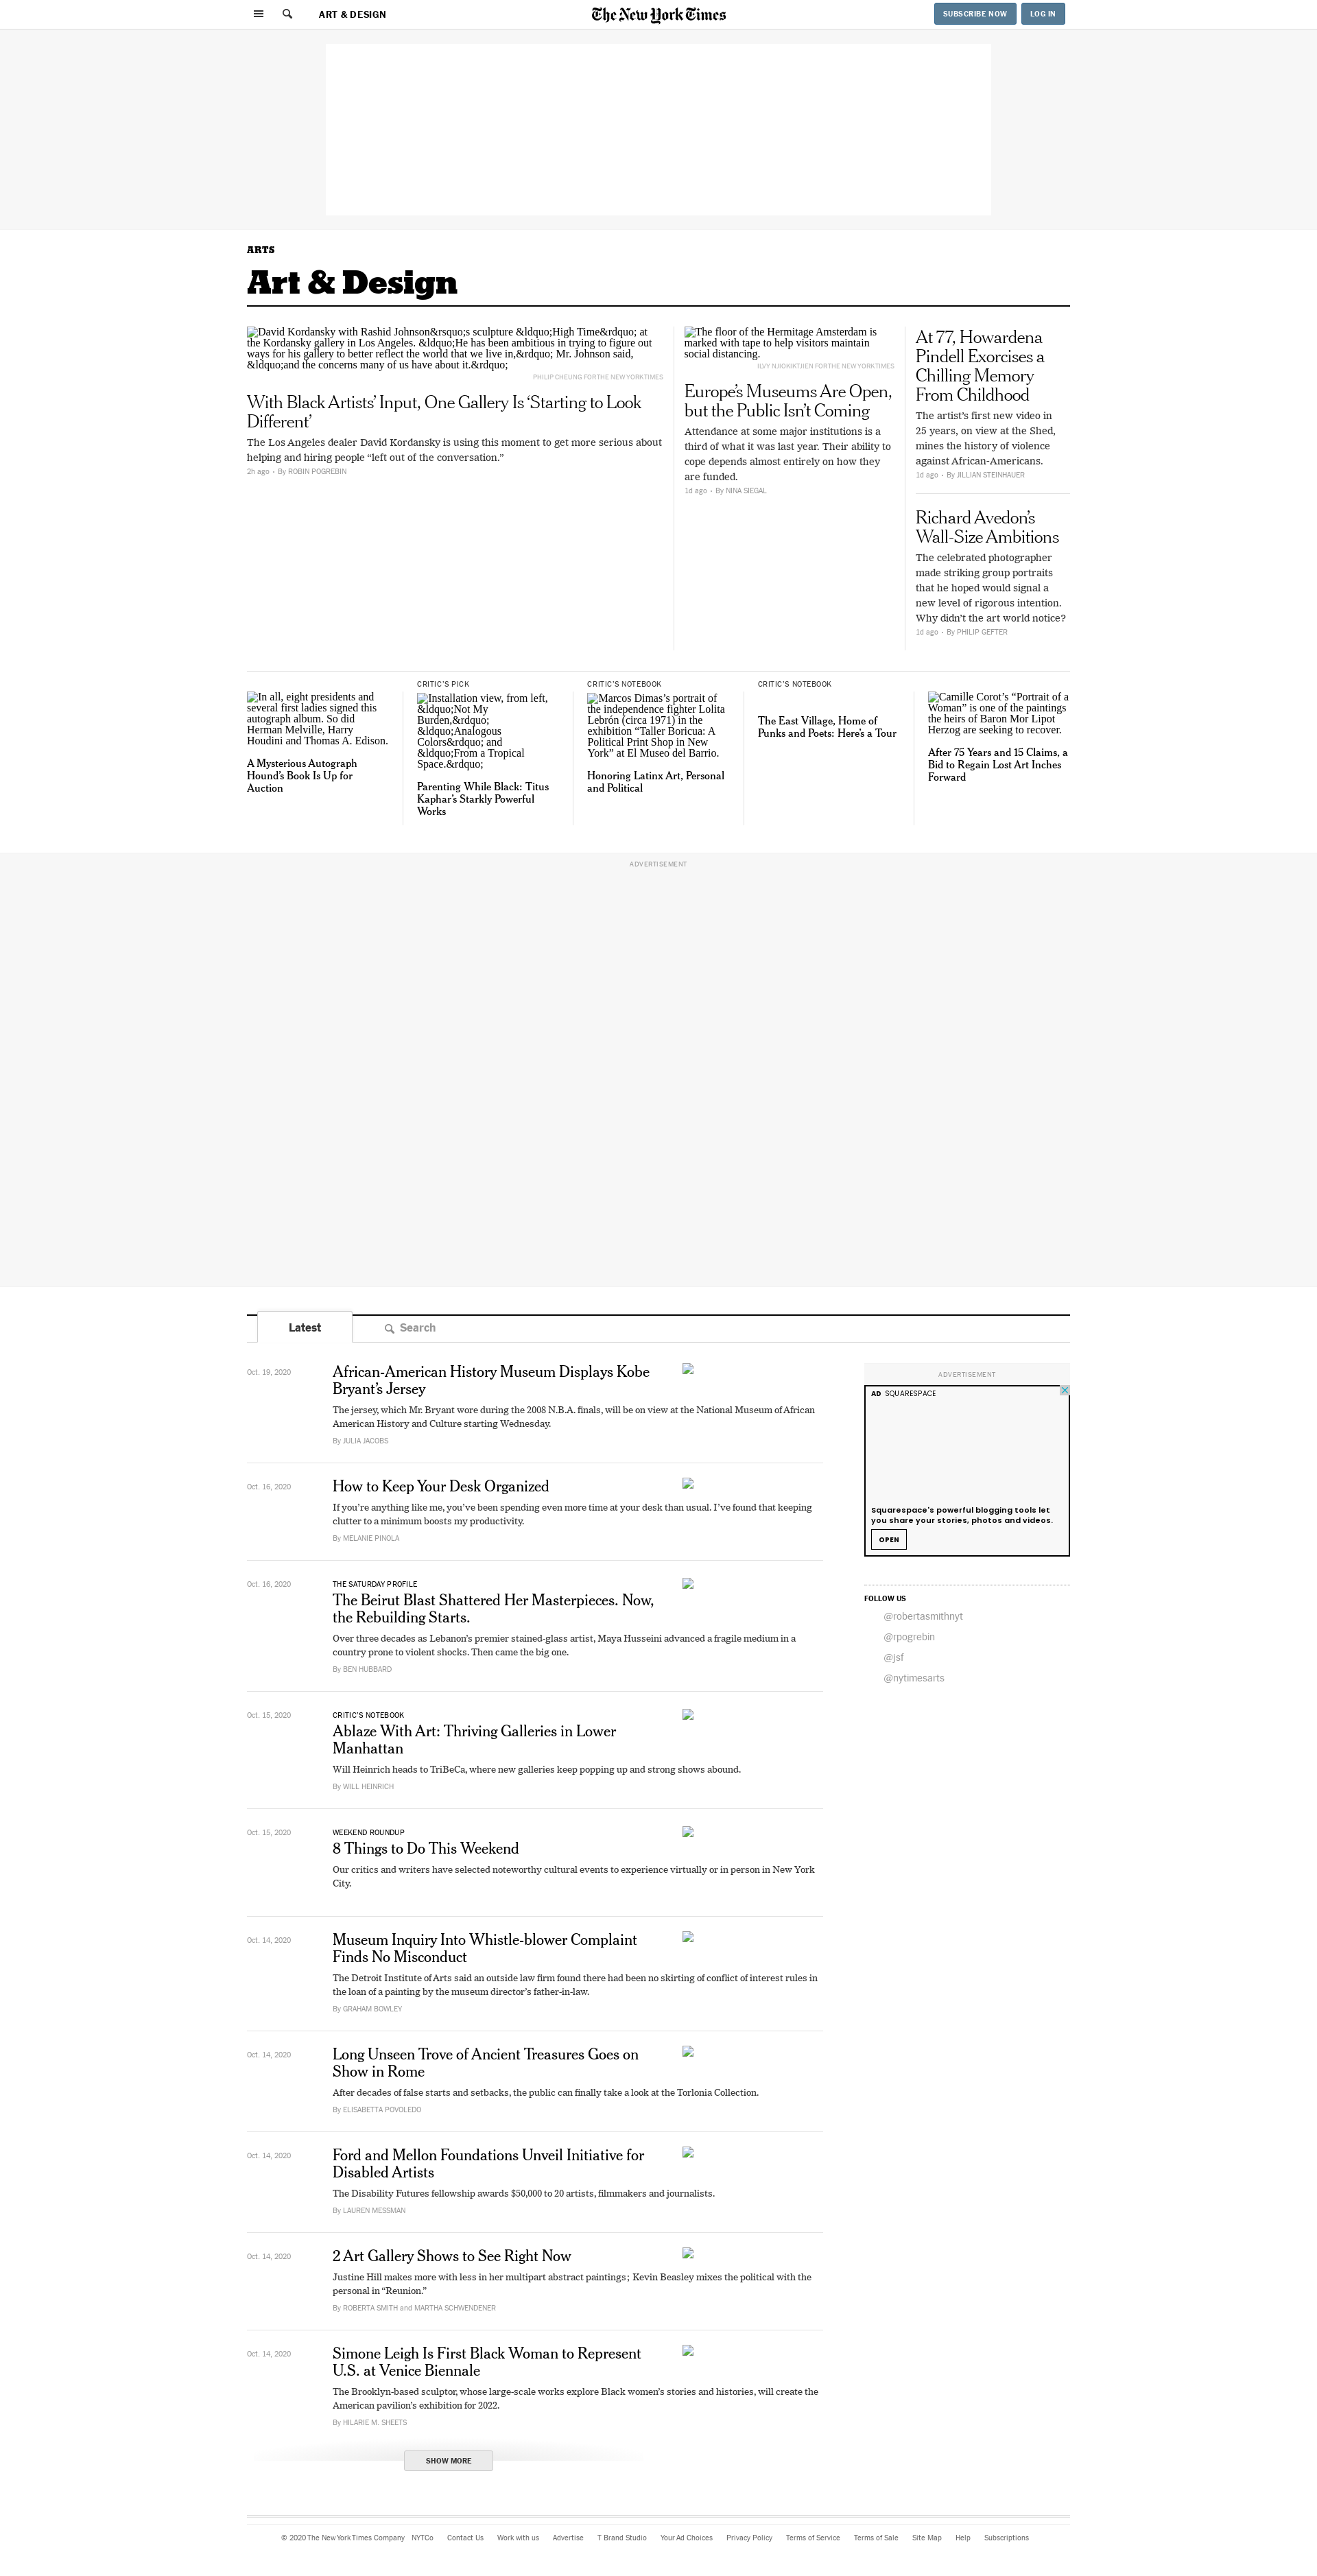 ART & DESIGN
The New York Times
SUBSCRIBE NOW
LOG IN
ARTS
Art & Design
David Kordansky with Rashid Johnson&rsquo;s sculpture &ldquo;High Time&rdquo; at
the Kordansky gallery in Los Angeles. &ldquo;He has been ambitious in trying to figure out
ways for his gallery to better reflect the world that we live in,&rdquo; Mr. Johnson said,
&ldquo;and the concerns many of us have about it.&rdquo;
PHILIP CHEUNG FOR THE NEW YORK TIMES
With Black Artists’ Input, One Gallery Is ‘Starting to Look
Different’
The Los Angeles dealer David Kordansky is using this moment to get more serious about
helping and hiring people “left out of the conversation.”
2h ago • By ROBIN POGREBIN
The floor of the Hermitage Amsterdam is
marked with tape to help visitors maintain
social distancing.
ILVY NJIOKIKTJIEN FOR THE NEW YORK TIMES
Europe’s Museums Are Open,
but the Public Isn’t Coming
Attendance at some major institutions is a
third of what it was last year. Their ability to
cope depends almost entirely on how they
are funded.
1d ago • By NINA SIEGAL
At 77, Howardena
Pindell Exorcises a
Chilling Memory
From Childhood
The artist’s first new video in
25 years, on view at the Shed,
mines the history of violence
against African-Americans.
1d ago • By JILLIAN STEINHAUER
Richard Avedon’s
Wall-Size Ambitions
The celebrated photographer
made striking group portraits
that he hoped would signal a
new level of rigorous intention.
Why didn’t the art world notice?
1d ago • By PHILIP GEFTER
In all, eight presidents and
several first ladies signed this
autograph album. So did
Herman Melville, Harry
Houdini and Thomas A. Edison.
A Mysterious Autograph
Hound’s Book Is Up for
Auction
CRITIC’S PICK
Installation view, from left,
&ldquo;Not My
Burden,&rdquo;
&ldquo;Analogous
Colors&rdquo; and
&ldquo;From a Tropical
Space.&rdquo;
Parenting While Black: Titus
Kaphar’s Starkly Powerful
Works
CRITIC’S NOTEBOOK
Marcos Dimas’s portrait of
the independence fighter Lolita
Lebrón (circa 1971) in the
exhibition “Taller Boricua: A
Political Print Shop in New
York” at El Museo del Barrio.
Honoring Latinx Art, Personal
and Political
CRITIC’S NOTEBOOK
The East Village, Home of
Punks and Poets: Here’s a Tour
Camille Corot’s “Portrait of a
Woman” is one of the paintings
the heirs of Baron Mor Lipot
Herzog are seeking to recover.
After 75 Years and 15 Claims, a
Bid to Regain Lost Art Inches
Forward
ADVERTISEMENT
Latest
Search
Oct. 19, 2020
African-American History Museum Displays Kobe
Bryant’s Jersey
The jersey, which Mr. Bryant wore during the 2008 N.B.A. finals, will be on view at the National Museum of African
American History and Culture starting Wednesday.
By JULIA JACOBS
Oct. 16, 2020
How to Keep Your Desk Organized
If you’re anything like me, you’ve been spending even more time at your desk than usual. I’ve found that keeping
clutter to a minimum boosts my productivity.
By MELANIE PINOLA
Oct. 16, 2020
THE SATURDAY PROFILE
The Beirut Blast Shattered Her Masterpieces. Now,
the Rebuilding Starts.
Over three decades as Lebanon’s premier stained-glass artist, Maya Husseini advanced a fragile medium in a
country prone to violent shocks. Then came the big one.
By BEN HUBBARD
Oct. 15, 2020
CRITIC’S NOTEBOOK
Ablaze With Art: Thriving Galleries in Lower
Manhattan
Will Heinrich heads to TriBeCa, where new galleries keep popping up and strong shows abound.
By WILL HEINRICH
Oct. 15, 2020
WEEKEND ROUNDUP
8 Things to Do This Weekend
Our critics and writers have selected noteworthy cultural events to experience virtually or in person in New York
City.
Oct. 14, 2020
Museum Inquiry Into Whistle-blower Complaint
Finds No Misconduct
The Detroit Institute of Arts said an outside law firm found there had been no skirting of conflict of interest rules in
the loan of a painting by the museum director’s father-in-law.
By GRAHAM BOWLEY
Oct. 14, 2020
Long Unseen Trove of Ancient Treasures Goes on
Show in Rome
After decades of false starts and setbacks, the public can finally take a look at the Torlonia Collection.
By ELISABETTA POVOLEDO
Oct. 14, 2020
Ford and Mellon Foundations Unveil Initiative for
Disabled Artists
The Disability Futures fellowship awards $50,000 to 20 artists, filmmakers and journalists.
By LAUREN MESSMAN
Oct. 14, 2020
2 Art Gallery Shows to See Right Now
Justine Hill makes more with less in her multipart abstract paintings; Kevin Beasley mixes the political with the
personal in “Reunion.”
By ROBERTA SMITH and MARTHA SCHWENDENER
Oct. 14, 2020
Simone Leigh Is First Black Woman to Represent
U.S. at Venice Biennale
The Brooklyn-based sculptor, whose large-scale works explore Black women’s stories and histories, will create the
American pavilion’s exhibition for 2022.
By HILARIE M. SHEETS
SHOW MORE
ADVERTISEMENT
AD SQUARESPACE
Squarespace's powerful blogging tools let
you share your stories, photos and videos.
OPEN
FOLLOW US
@robertasmithnyt
@rpogrebin
@jsf
@nytimesarts
© 2020 The New York Times Company NYTCo Contact Us Work with us Advertise T Brand Studio Your Ad Choices Privacy Policy Terms of Service Terms of Sale Site Map Help Subscriptions